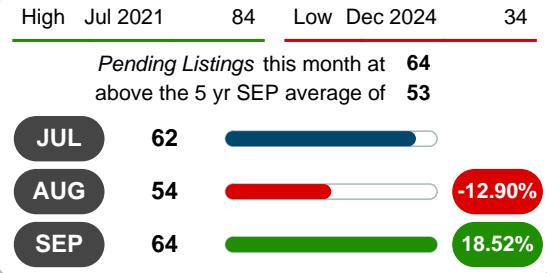 High Jul 2021 84 Low Dec 2024 34
Pending Listings this month at 64
above the 5 yr SEP average of 53
JUL 62
AUG 54 -12.90%
SEP 64 18.52%